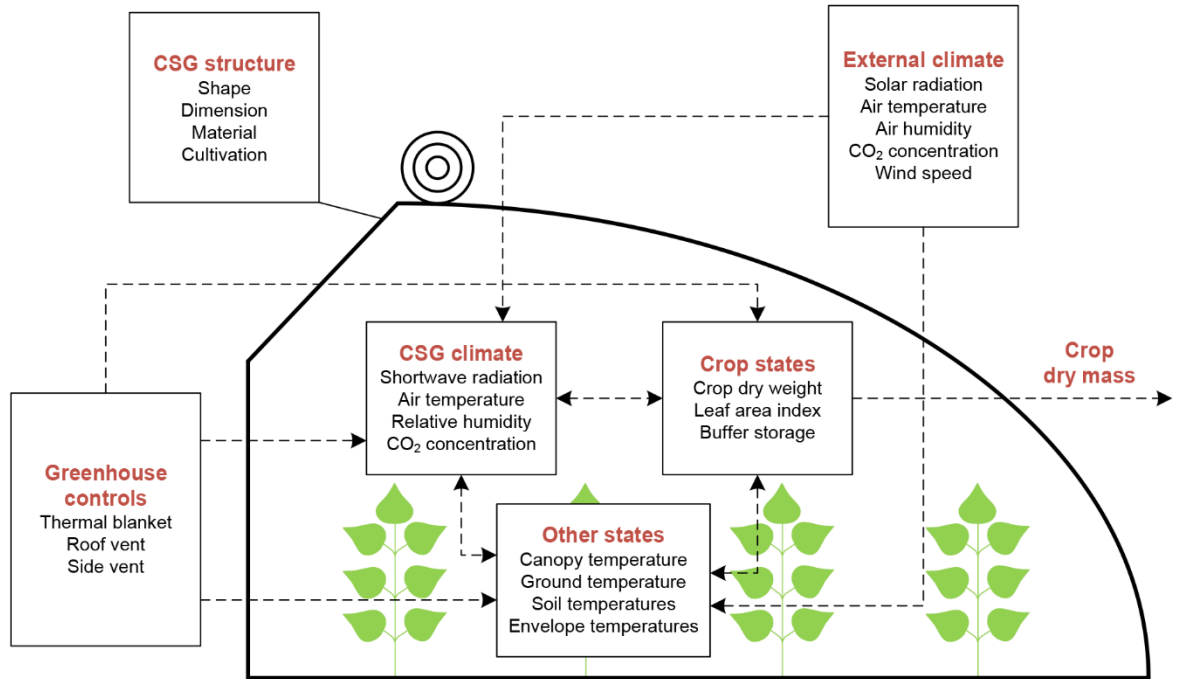 CSG structure
Shape
Dimension
Material
Cultivation
External climate
Solar radiation
Air temperature
Air humidity
CO₂ concentration
Wind speed
CSG climate
Shortwave radiation
Air temperature
Relative humidity
CO₂ concentration
Crop states
Crop dry weight
Leaf area index
Buffer storage
Crop
dry mass
Greenhouse
controls
Thermal blanket
Roof vent
Side vent
Other states
Canopy temperature
Ground temperature
Soil temperatures
Envelope temperatures